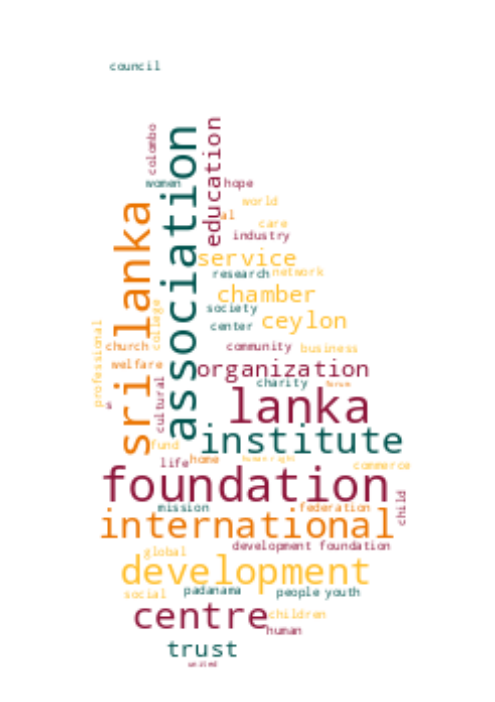 council
colombo
association
education
women
hope
sri lanka
world
al
care
industry
service
research
network
chamber
college
society
ceylon
center
professional
church
community
business
welfare
organization
cultural
charity
forum
s
lanka
institute
fund
life
home
human right
commerce
foundation
child
mission
federation
international
development foundation
global
development
social
padanama
people youth
centre
children
human
trust
united